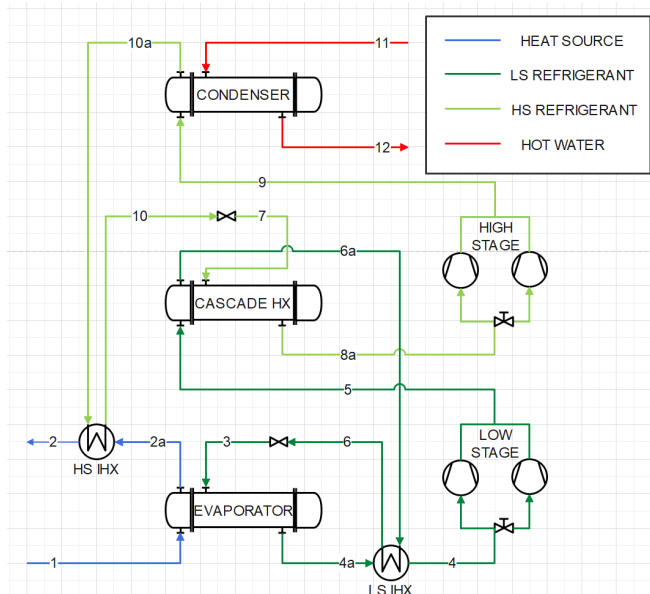 10a
11
HEAT SOURCE
LS REFRIGERANT
HS REFRIGERANT
HOT WATER
CONDENSER
12
9
10
7
HIGH
STAGE
6a
CASCADE HX
8a
5
LOW
STAGE
2
2a
3
6
HS IHX
EVAPORATOR
1
4a
4
LS IHX